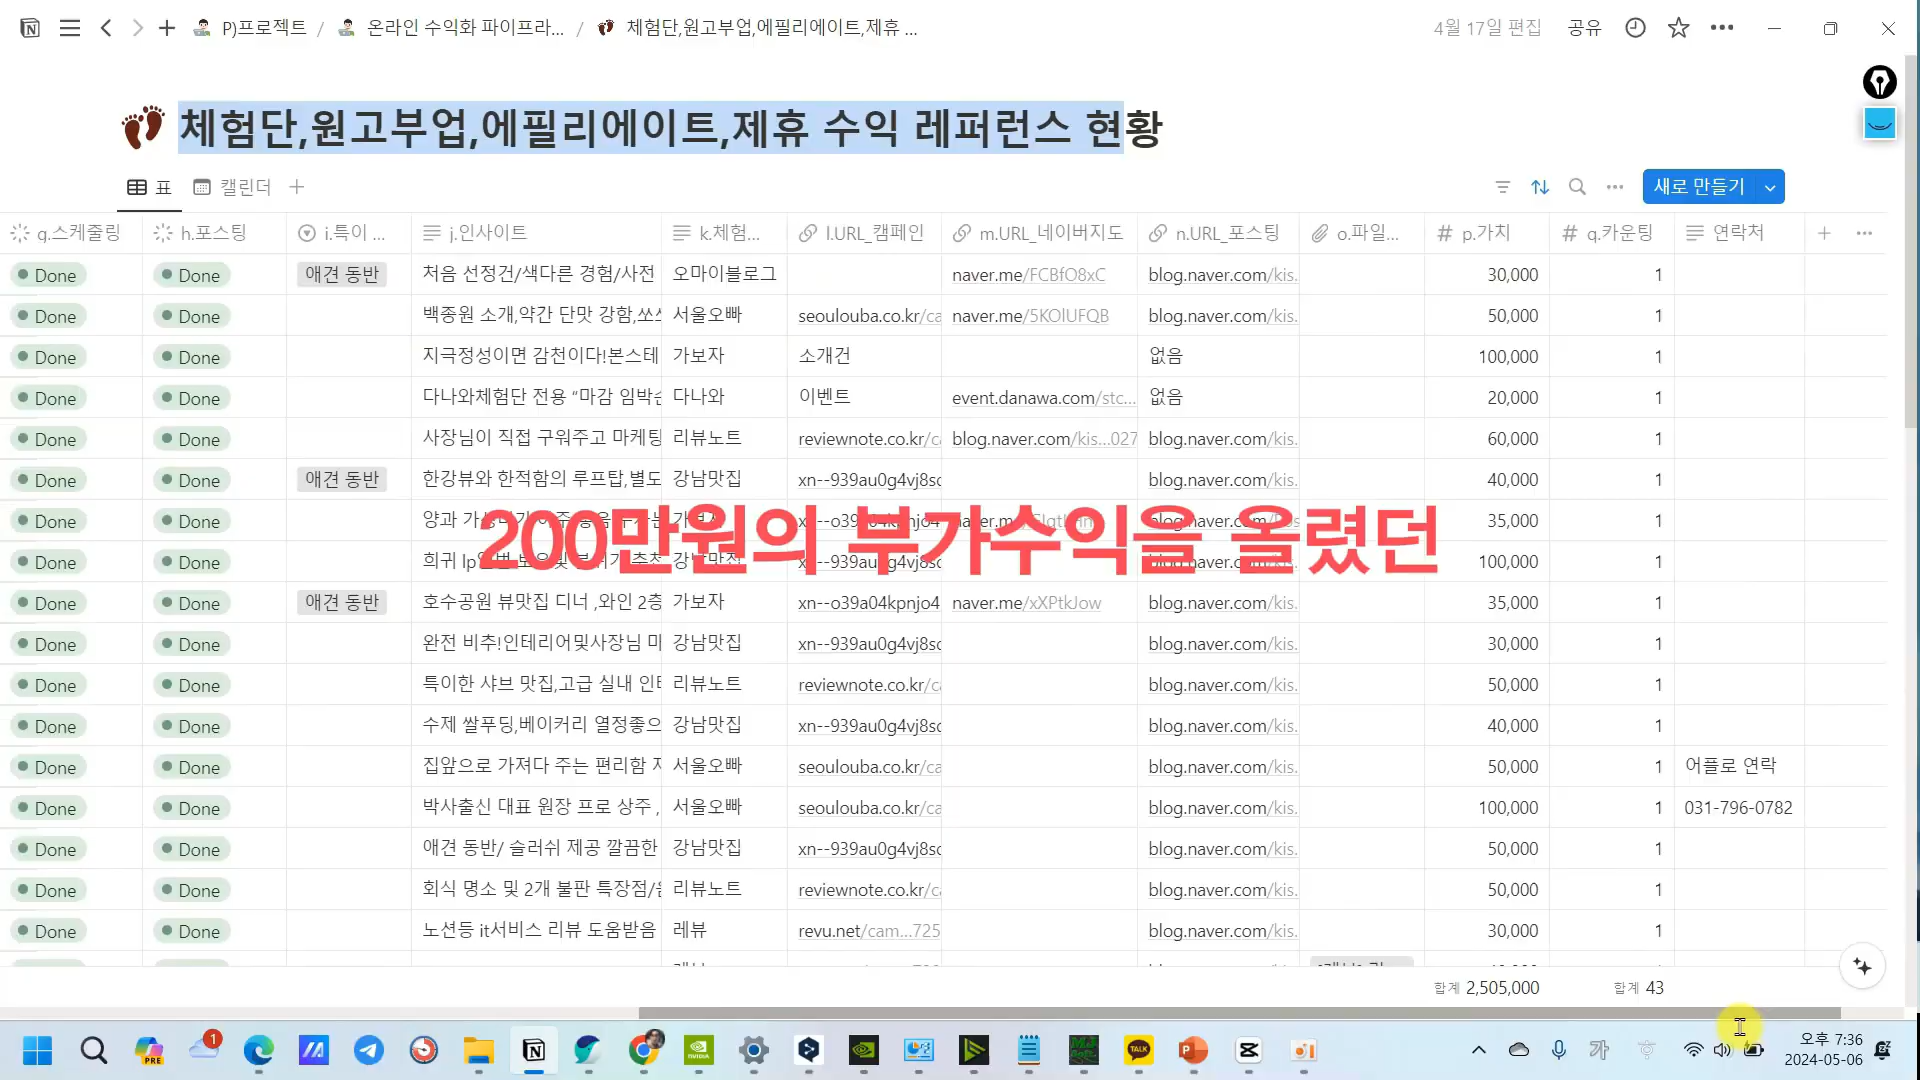 P)프로젝트 / 온라인 수익화 파이프라... / 체험단,원고부업,에필리에이트,제휴 ...
4월 17일 편집 공유
체험단,원고부업,에필리에이트,제휴 수익 레퍼런스 현황
표 캘린더
새로 만들기
g.스케줄링 h.포스팅 i.특이 ... j.인사이트 k.체험... l.URL_캠페인 m.URL_네이버지도 n.URL_포스팅 o.파일... p.가치 q.카운팅 연락처
Done Done 애견 동반 처음 선정건/색다른 경험/사전 오마이블로그 naver.me/FCBfO8xC blog.naver.com/kis. 30,000 1
Done Done 백종원 소개,약간 단맛 강함,쏘쓰 서울오빠 seoulouba.co.kr/ca naver.me/5KOlUFQB blog.naver.com/kis. 50,000 1
Done Done 지극정성이면 감천이다!본스테 가보자 소개건 없음 100,000 1
Done Done 다나와체험단 전용 “마감 임박순 다나와 이벤트 event.danawa.com/stc... 없음 20,000 1
Done Done 사장님이 직접 구워주고 마케팅 리뷰노트 reviewnote.co.kr/ca blog.naver.com/kis...027 blog.naver.com/kis. 60,000 1
Done Done 애견 동반 한강뷰와 한적함의 루프탑,별도 강남맛집 xn--939au0g4vj8sc blog.naver.com/kis. 40,000 1
Done Done 양과 가보자 35,000 1
200만원의 부가수익을 올렸던
Done Done 희귀 lp 강남맛집 xn--939au0g4vj8sc blog.naver.com/kis. 100,000 1
Done Done 애견 동반 호수공원 뷰맛집 디너 ,와인 2층 가보자 xn--o39a04kpnjo4 naver.me/xXPtkJow blog.naver.com/kis. 35,000 1
Done Done 완전 비추!인테리어및사장님 마 강남맛집 xn--939au0g4vj8sc blog.naver.com/kis. 30,000 1
Done Done 특이한 샤브 맛집,고급 실내 인테 리뷰노트 reviewnote.co.kr/ca blog.naver.com/kis. 50,000 1
Done Done 수제 쌀푸딩,베이커리 열정좋으 강남맛집 xn--939au0g4vj8sc blog.naver.com/kis. 40,000 1
Done Done 집앞으로 가져다 주는 편리함 지 서울오빠 seoulouba.co.kr/ca blog.naver.com/kis. 50,000 1 어플로 연락
Done Done 박사출신 대표 원장 프로 상주 , 서울오빠 seoulouba.co.kr/ca blog.naver.com/kis. 100,000 1 031-796-0782
Done Done 애견 동반/ 슬러쉬 제공 깔끔한 강남맛집 xn--939au0g4vj8sc blog.naver.com/kis. 50,000 1
Done Done 회식 명소 및 2개 불판 특장점/음 리뷰노트 reviewnote.co.kr/ca blog.naver.com/kis. 50,000 1
Done Done 노션등 it서비스 리뷰 도움받음 레뷰 revu.net/cam...725 blog.naver.com/kis. 30,000 1
합계 2,505,000 합계 43
PRE 1 NVIDIA TALK 가 오후 7:36
2024-05-06